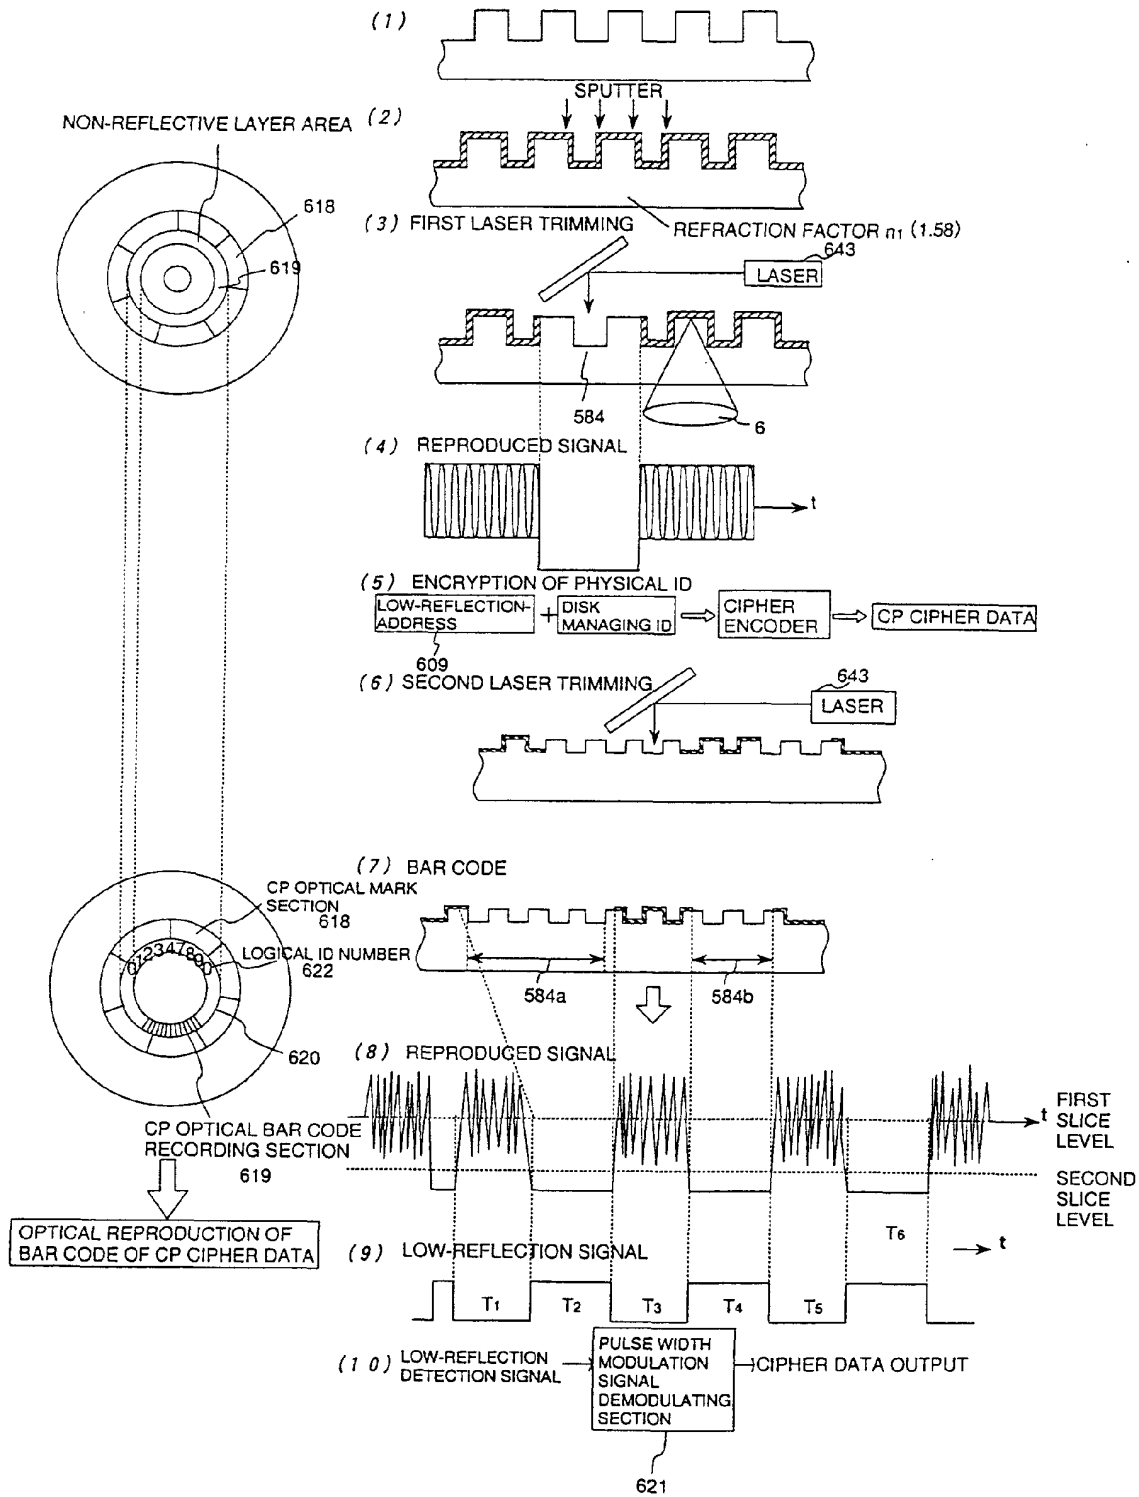 (1)
SPUTTER
NON-REFLECTIVE LAYER AREA
(2)
618
(3) FIRST LASER TRIMMING
REFRACTION FACTOR n1 (1.58)
643
619
LASER
584
6
(4) REPRODUCED SIGNAL
t
(5) ENCRYPTION OF PHYSICAL ID
LOW-REFLECTION-
ADDRESS
+
DISK
MANAGING ID
CIPHER
ENCODER
CP CIPHER DATA
609
(6) SECOND LASER TRIMMING
643
LASER
(7) BAR CODE
CP OPTICAL MARK
SECTION
618
0123478900
LOGICAL ID NUMBER
622
584a
584b
620
(8) REPRODUCED SIGNAL
t
FIRST
SLICE
LEVEL
CP OPTICAL BAR CODE
RECORDING SECTION
619
SECOND
SLICE
LEVEL
OPTICAL REPRODUCTION OF
BAR CODE OF CP CIPHER DATA
(9) LOW-REFLECTION SIGNAL
T6
t
T1
T2
T3
T4
T5
(10) LOW-REFLECTION
DETECTION SIGNAL
PULSE WIDTH
MODULATION
SIGNAL
DEMODULATING
SECTION
CIPHER DATA OUTPUT
621